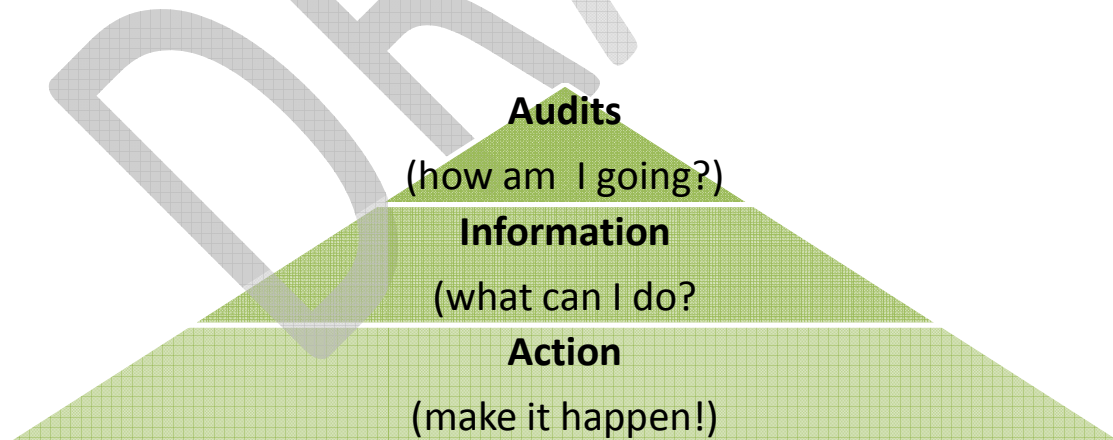 Audits
(how am  I going?)
Information
(what can I do?
Action
(make it happen!)